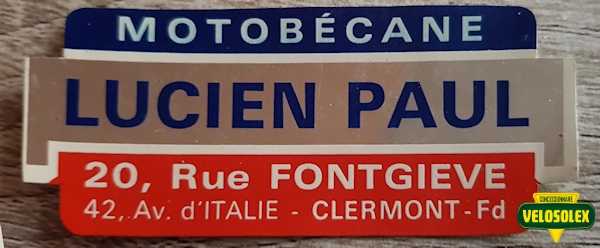 MOTOBÉCANE
LUCIEN PAUL
20, Rue FONTGIEVE
42, Av. d'ITALIE - CLERMONT-Fd
CONCESSIONNAIRE
VELOSOLEX